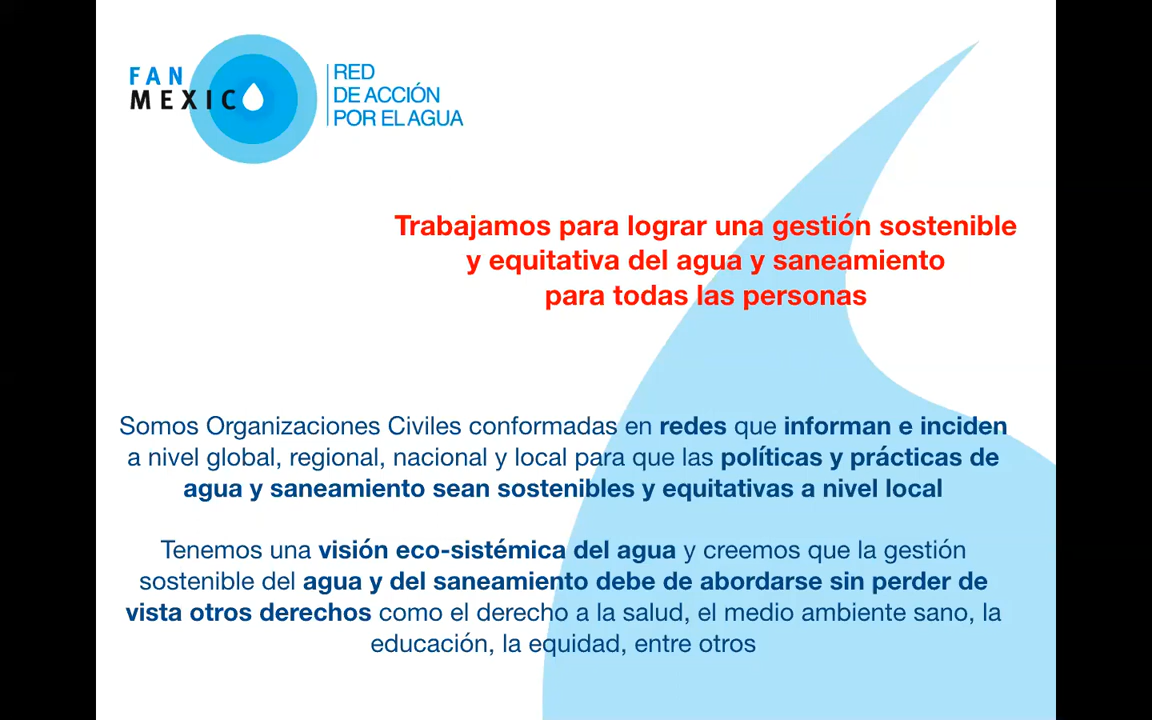 FAN
MEXICO
RED
DE ACCIÓN
POR EL AGUA
Trabajamos para lograr una gestión sostenible
y equitativa del agua y saneamiento
para todas las personas
Somos Organizaciones Civiles conformadas en redes que informan e inciden
a nivel global, regional, nacional y local para que las políticas y prácticas de
agua y saneamiento sean sostenibles y equitativas a nivel local
Tenemos una visión eco-sistémica del agua y creemos que la gestión
sostenible del agua y del saneamiento debe de abordarse sin perder de
vista otros derechos como el derecho a la salud, el medio ambiente sano, la
educación, la equidad, entre otros